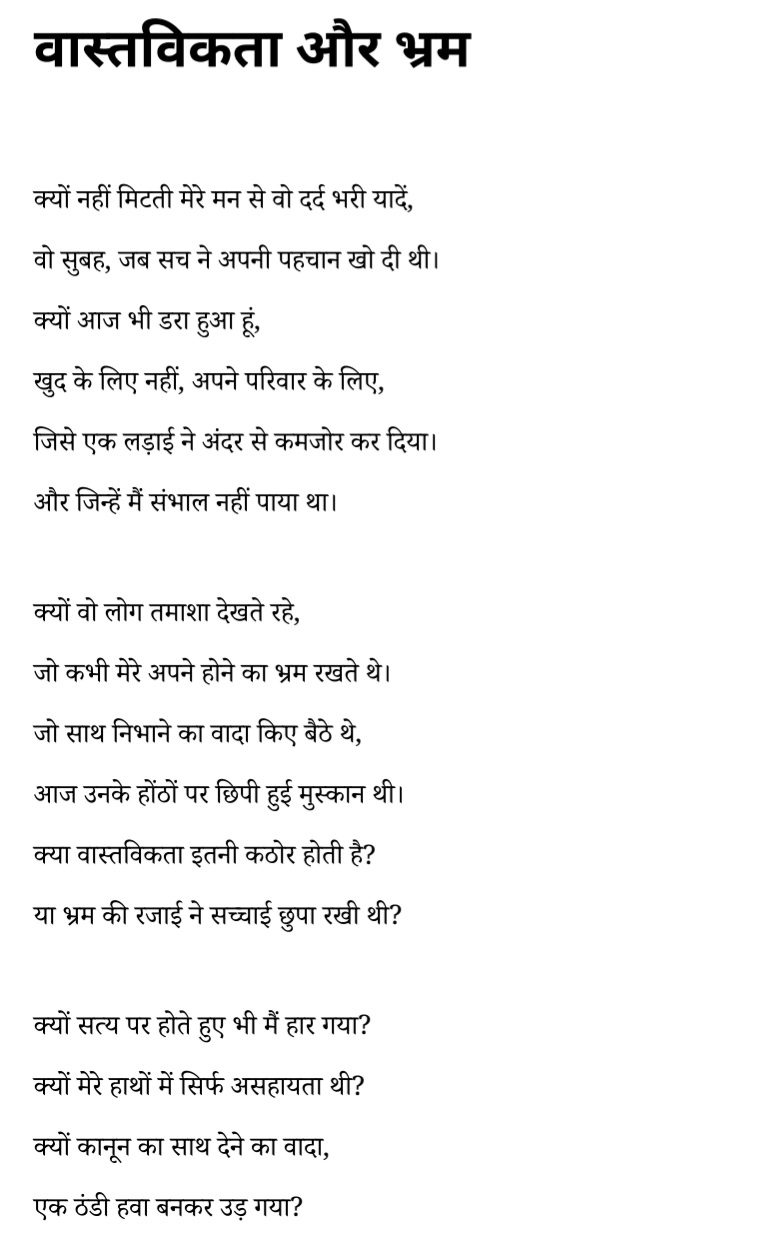 वास्तविकता और भ्रम
क्यों नहीं मिटती मेरे मन से वो दर्द भरी यादें,
वो सुबह, जब सच ने अपनी पहचान खो दी थी।
क्यों आज भी डरा हुआ हूं,
खुद के लिए नहीं, अपने परिवार के लिए,
जिसे एक लड़ाई ने अंदर से कमजोर कर दिया।
और जिन्हें मैं संभाल नहीं पाया था।
क्यों वो लोग तमाशा देखते रहे,
जो कभी मेरे अपने होने का भ्रम रखते थे।
जो साथ निभाने का वादा किए बैठे थे,
आज उनके होंठों पर छिपी हुई मुस्कान थी।
क्या वास्तविकता इतनी कठोर होती है?
या भ्रम की रजाई ने सच्चाई छुपा रखी थी?
क्यों सत्य पर होते हुए भी मैं हार गया?
क्यों मेरे हाथों में सिर्फ असहायता थी?
क्यों कानून का साथ देने का वादा,
एक ठंडी हवा बनकर उड़ गया?